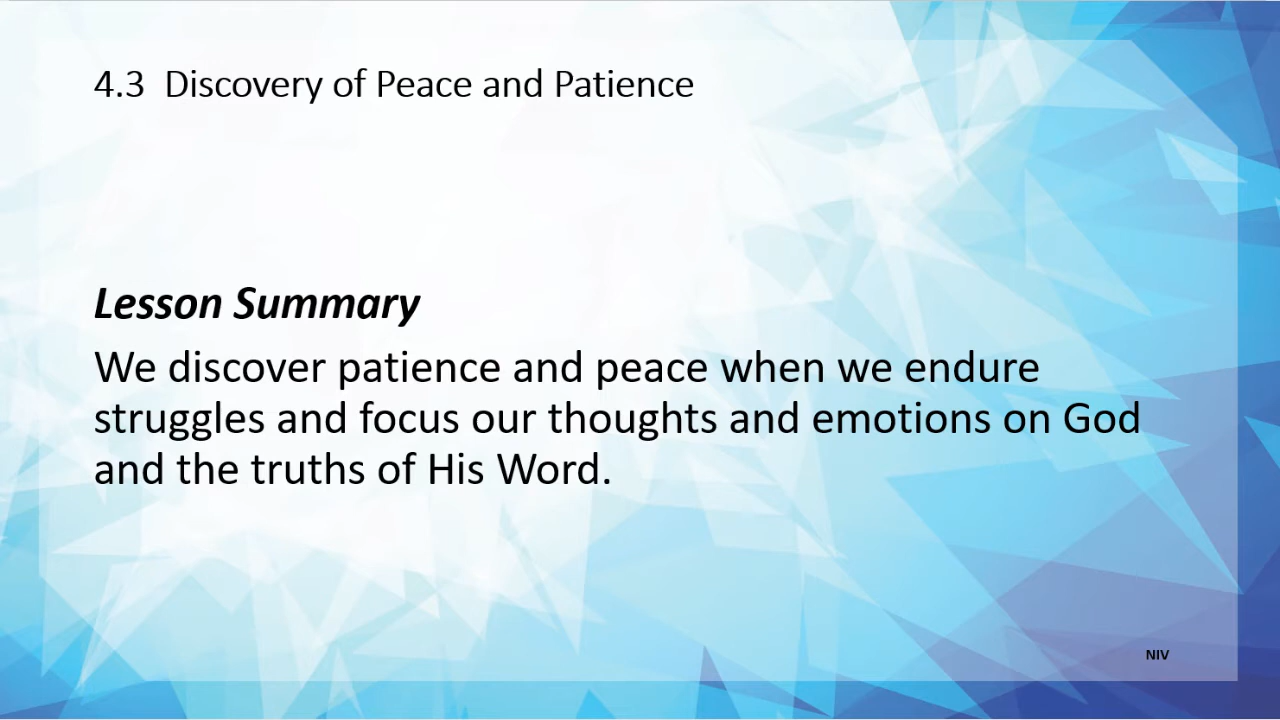 4.3  Discovery of Peace and Patience
Lesson Summary
We discover patience and peace when we endure
struggles and focus our thoughts and emotions on God
and the truths of His Word.
NIV